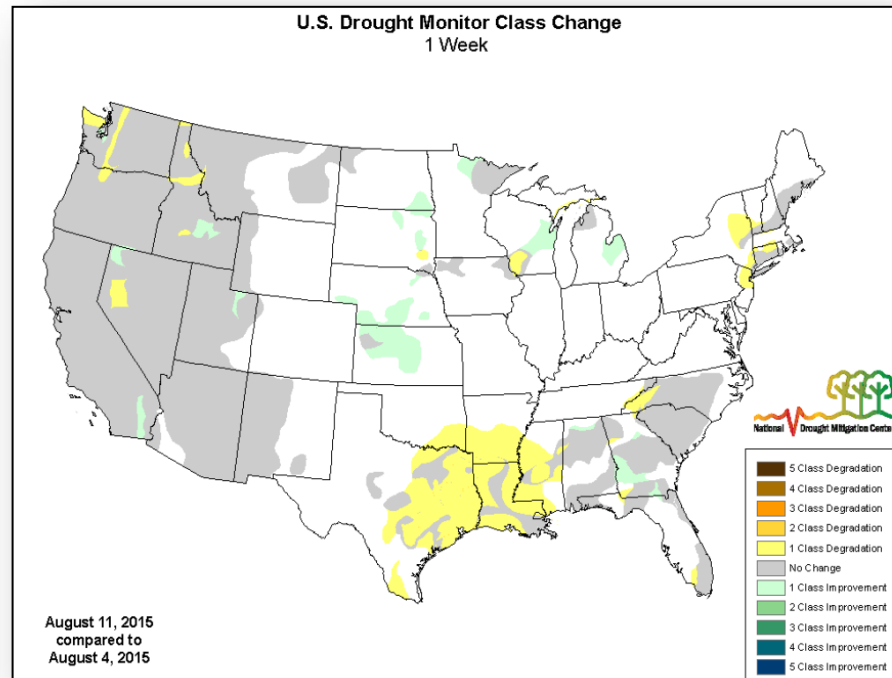 U.S. Drought Monitor Class Change
1 Week
National Drought Mitigation Center
5 Class Degradation
4 Class Degradation
3 Class Degradation
2 Class Degradation
1 Class Degradation
No Change
1 Class Improvement
2 Class Improvement
3 Class Improvement
4 Class Improvement
5 Class Improvement
August 11, 2015
compared to
August 4, 2015